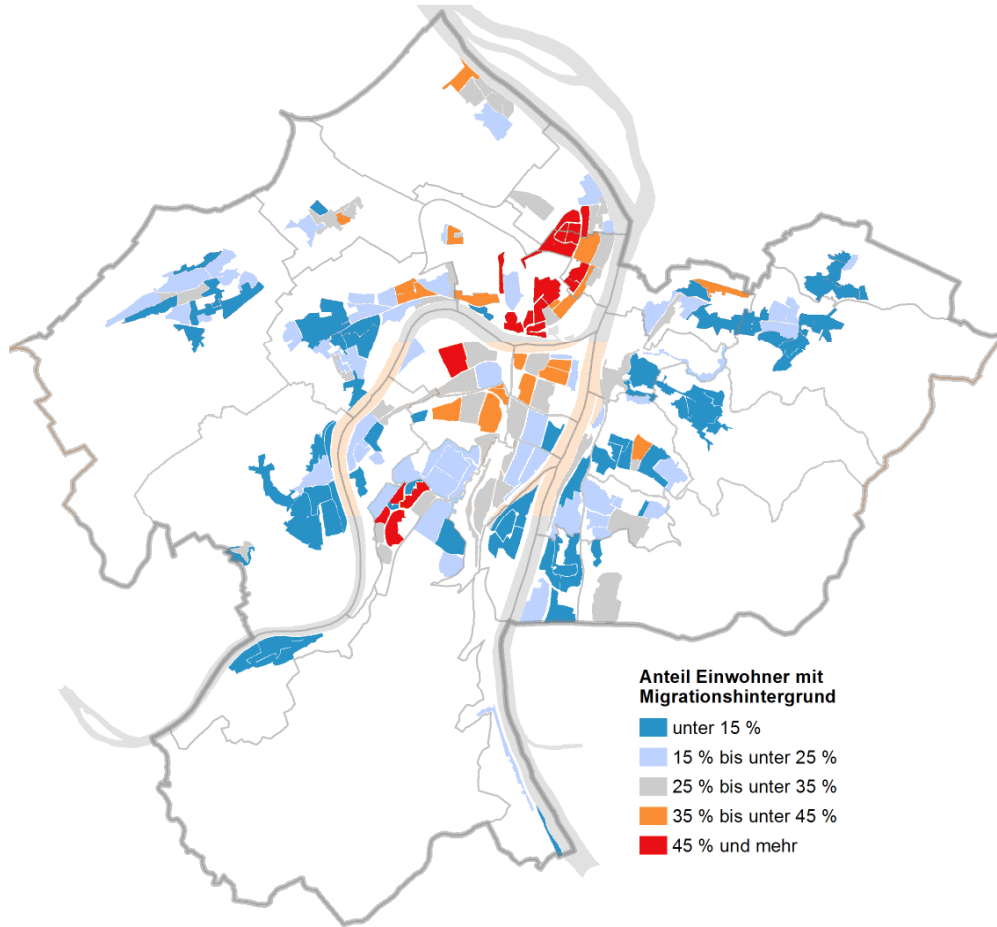 Anteil Einwohner mit
Migrationshintergrund
unter 15 %
15 % bis unter 25 %
25 % bis unter 35 %
35 % bis unter 45 %
45 % und mehr